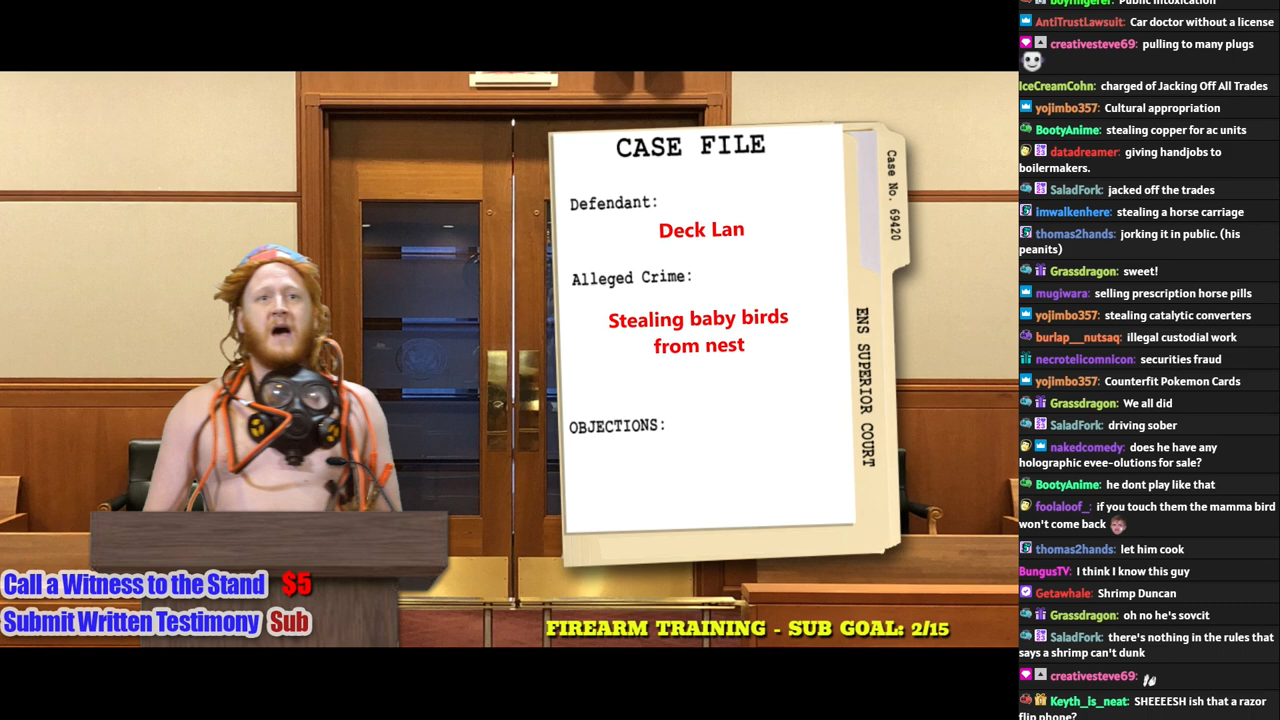 CASE FILE
Defendant:
Deck Lan
Alleged Crime:
Stealing baby birds
from nest
OBJECTIONS:
Case No. 69420
ENS SUPERIOR COURT
Call a Witness to the Stand $5
Submit Written Testimony Sub
FIREARM TRAINING - SUB GOAL: 2/15
boyfingerer: Public intoxication
AntiTrustLawsuit: Car doctor without a license
creativesteve69: pulling to many plugs
IceCreamCohn: charged of Jacking Off All Trades
yojimbo357: Cultural appropriation
BootyAnime: stealing copper for ac units
datadreamer: giving handjobs to
boilermakers.
SaladFork: jacked off the trades
imwalkenhere: stealing a horse carriage
thomas2hands: jorking it in public. (his
peanits)
Grassdragon: sweet!
mugiwara: selling prescription horse pills
yojimbo357: stealing catalytic converters
burlap__nutsaq: illegal custodial work
necrotelicomnicon: securities fraud
yojimbo357: Counterfit Pokemon Cards
Grassdragon: We all did
SaladFork: driving sober
nakedcomedy: does he have any
holographic evee-olutions for sale?
BootyAnime: he dont play like that
foolaloof_: if you touch them the mamma bird
won't come back
thomas2hands: let him cook
BungusTV: I think I know this guy
Getawhale: Shrimp Duncan
Grassdragon: oh no he's sovcit
SaladFork: there's nothing in the rules that
says a shrimp can't dunk
creativesteve69:
Keyth_is_neat: SHEEEESH ish that a razor
flip phone?